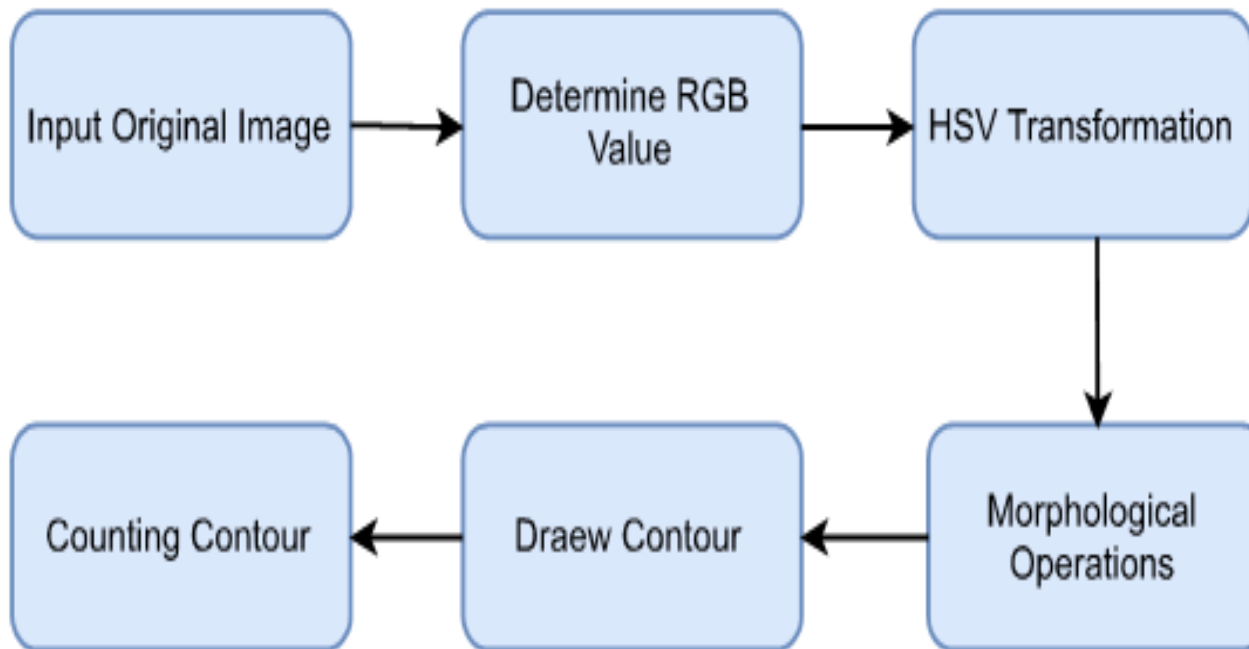 Input Original Image
Determine RGB
Value
HSV Transformation
Morphological
Operations
Draew Contour
Counting Contour